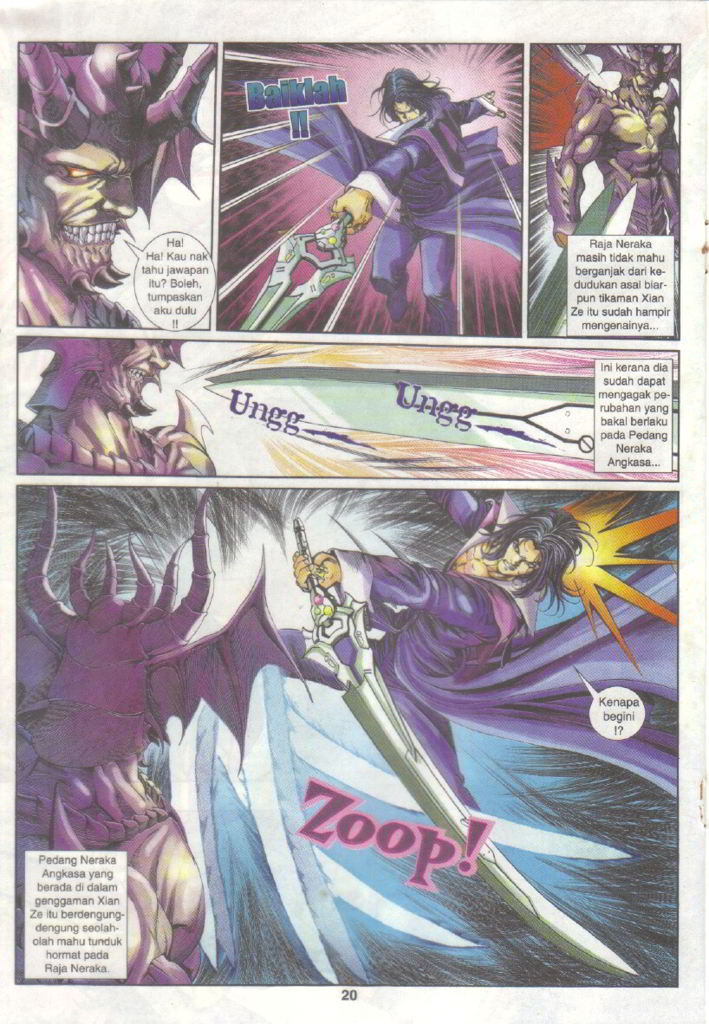 Ha!
Ha! Kau nak
tahu jawapan
itu? Boleh,
tumpaskan
aku dulu
!!
Baiklah
!!
Raja Neraka
masih tidak mahu
berganjak dari ke-
dudukan asal biar-
pun tikaman Xian
Ze itu sudah hampir
mengenainya...
Ungg
Ungg
Ini kerana dia
sudah dapat
mengagak pe-
rubahan yang
bakal berlaku
pada Pedang
Neraka
Angkasa...
Kenapa
begini
!?
Zoop!
Pedang Neraka
Angkasa yang
berada di dalam
genggaman Xian
Ze itu berdengung-
dengung seolah-
olah mahu tunduk
hormat pada
Raja Neraka.
20